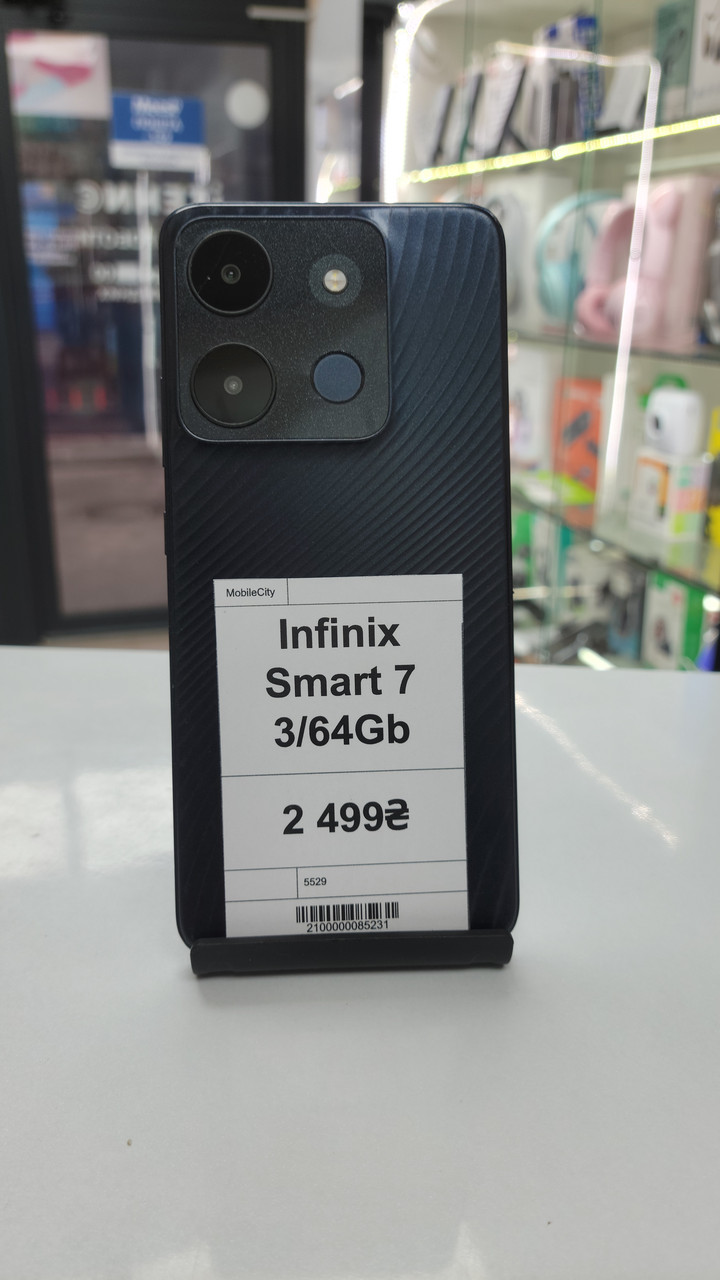 MobileCity
Infinix
Smart 7
3/64Gb
2 499₴
5529
2100000085231